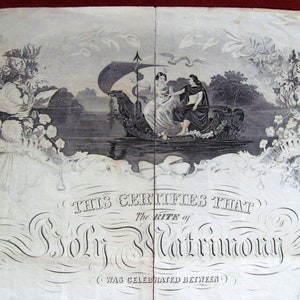 THIS CERTIFIES THAT
The RITE of
Holy Matrimony
(WAS CELEBRATED BETWEEN)